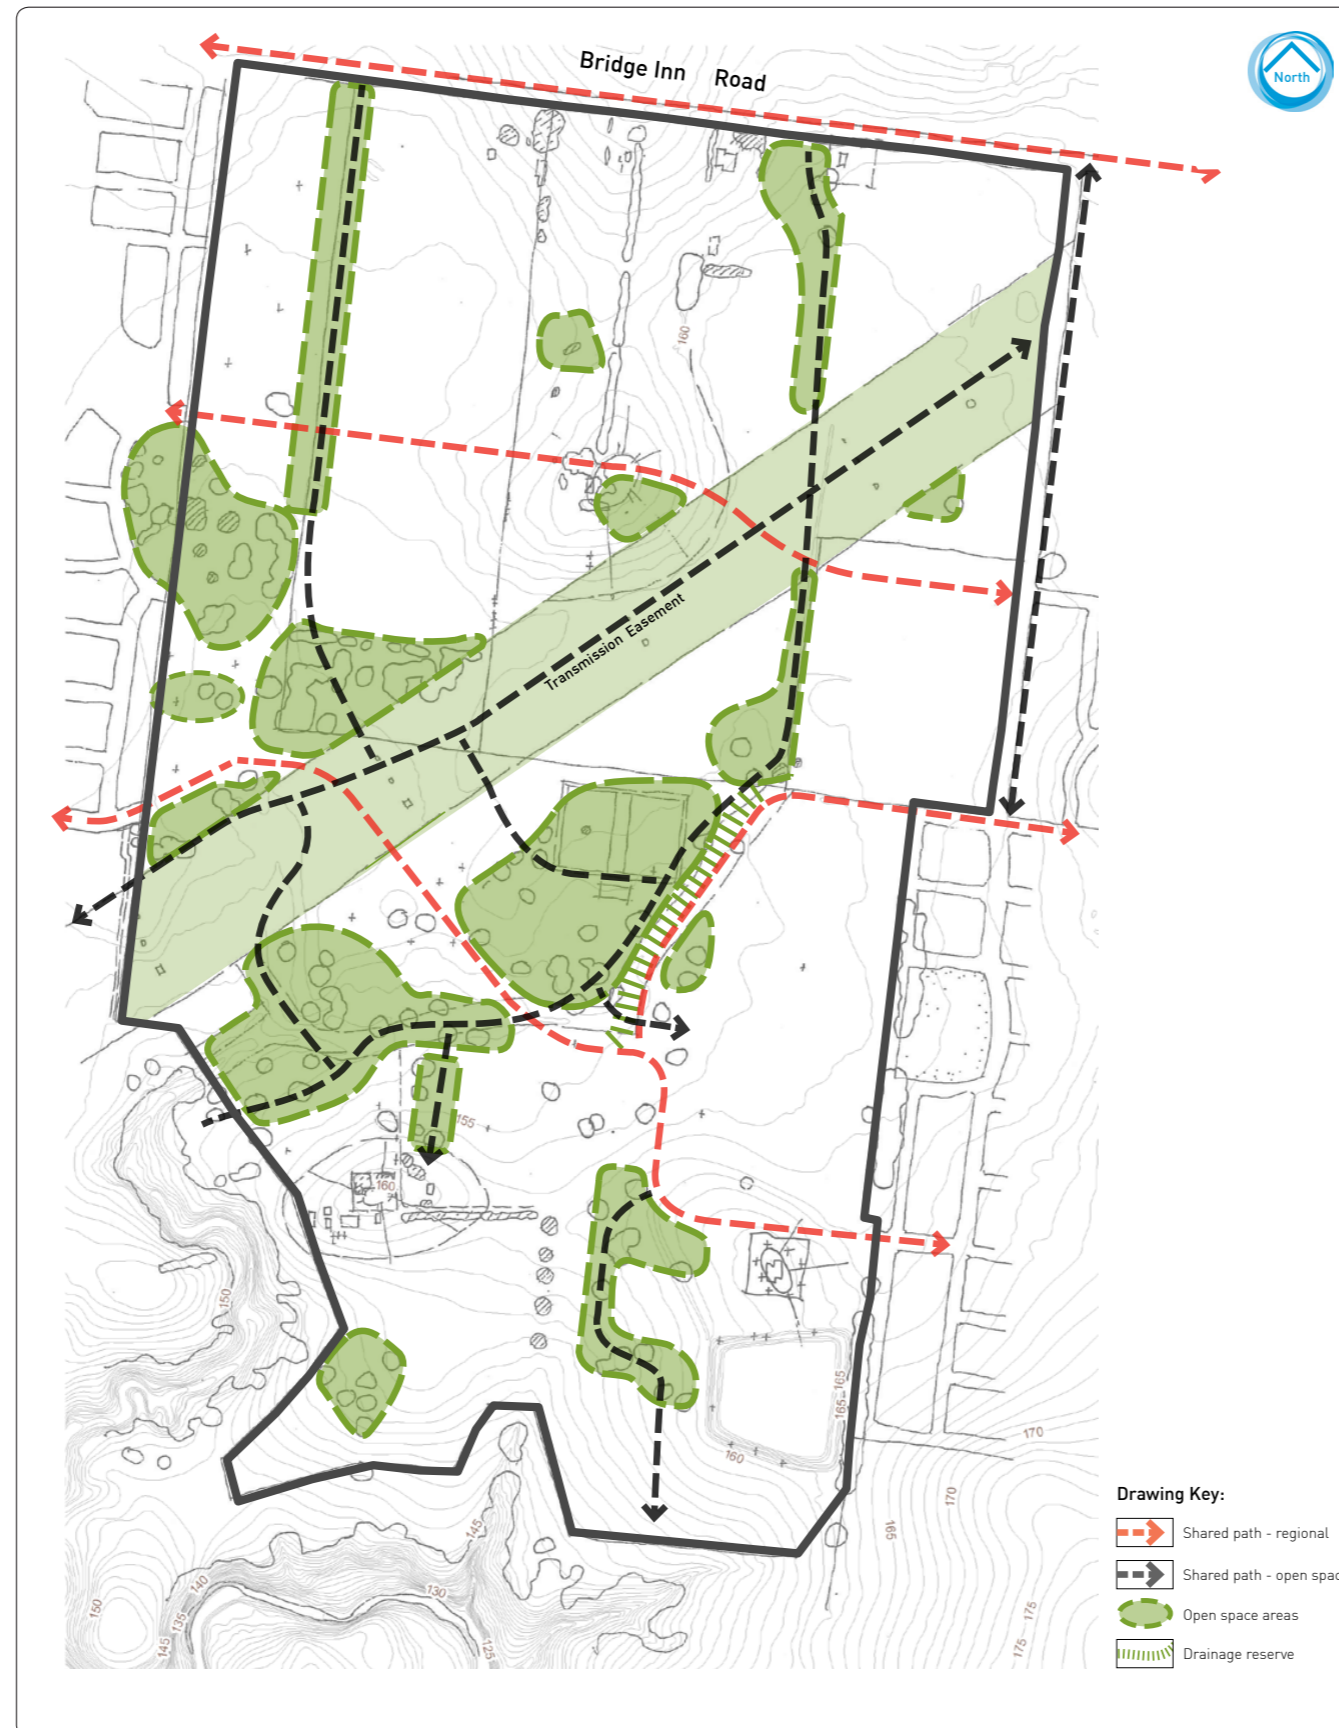 Bridge Inn Road
North
160
Transmission Easement
155
160
150
165
165
160
170
170
165
175
175
145
140
135
145
150
130
125
Drawing Key:
Shared path - regional
Shared path - open spac
Open space areas
Drainage reserve